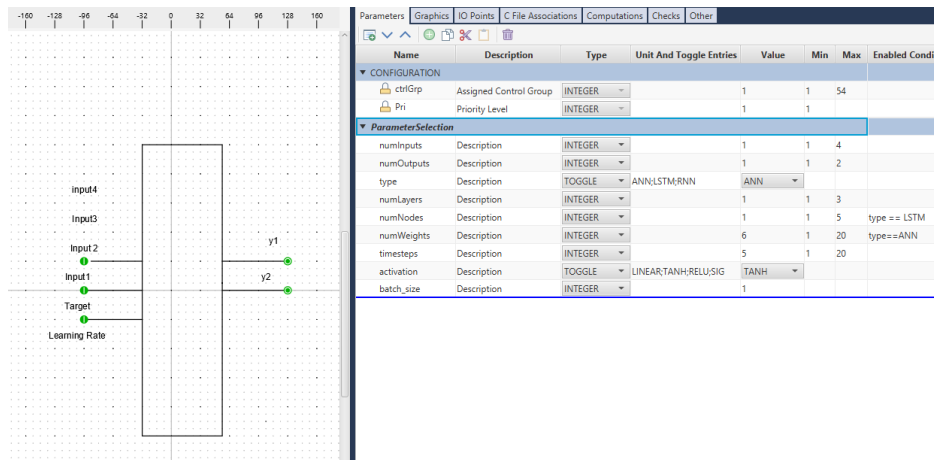 -160 -128 -96 -64 -32 0 32 64 96 128 160
input4
Input3
Input 2
Input1
Target
Learning Rate
y1
y2
Parameters Graphics IO Points C File Associations Computations Checks Other
Name Description Type Unit And Toggle Entries Value Min Max Enabled Condi
CONFIGURATION
ctrlGrp Assigned Control Group INTEGER 1 1 54
Pri Priority Level INTEGER 1 1
ParameterSelection
numInputs Description INTEGER 1 1 4
numOutputs Description INTEGER 1 1 2
type Description TOGGLE ANN;LSTM;RNN ANN
numLayers Description INTEGER 1 1 3
numNodes Description INTEGER 1 1 5 type == LSTM
numWeights Description INTEGER 6 1 20 type==ANN
timesteps Description INTEGER 5 1 20
activation Description TOGGLE LINEAR;TANH;RELU;SIG TANH
batch_size Description INTEGER 1